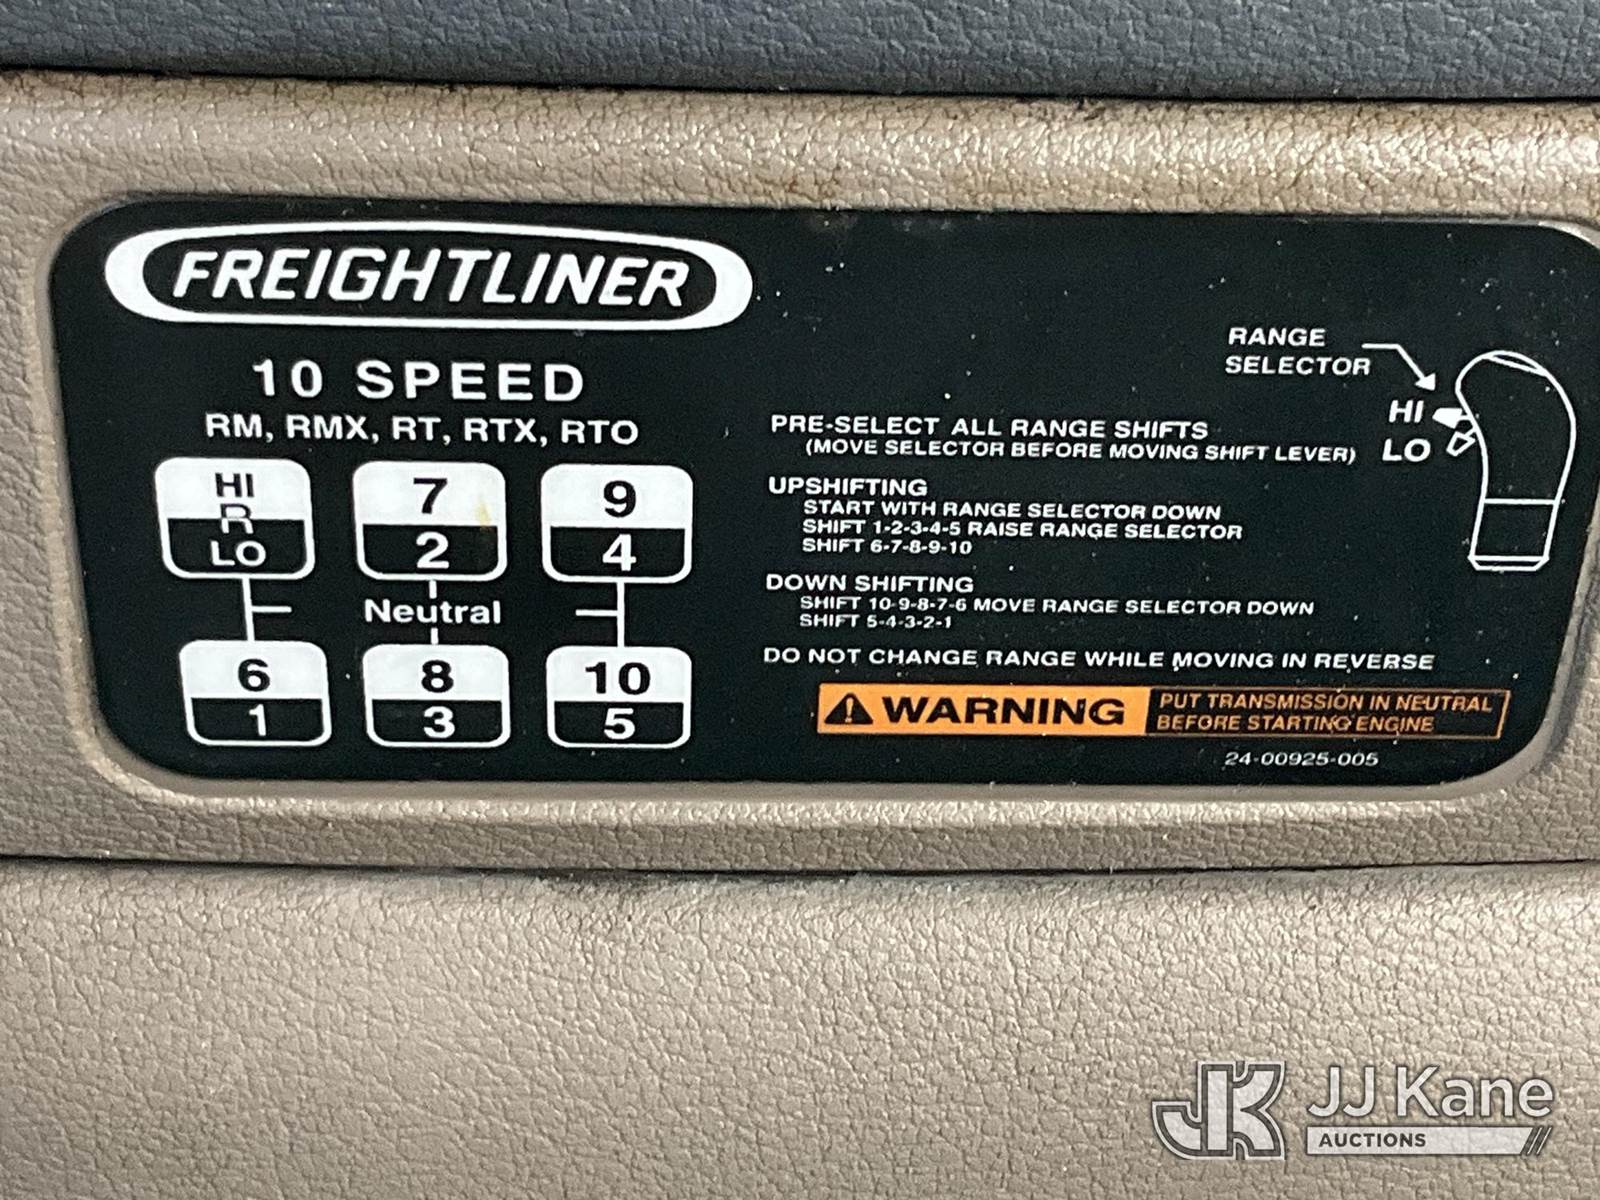 FREIGHTLINER
10 SPEED
RM, RMX, RT, RTX, RTO
HI
R
LO
7
2
9
4
Neutral
6
1
8
3
10
5
RANGE
SELECTOR
HI
LO
PRE-SELECT ALL RANGE SHIFTS
(MOVE SELECTOR BEFORE MOVING SHIFT LEVER)
UPSHIFTING
START WITH RANGE SELECTOR DOWN
SHIFT 1-2-3-4-5 RAISE RANGE SELECTOR
SHIFT 6-7-8-9-10
DOWN SHIFTING
SHIFT 10-9-8-7-6 MOVE RANGE SELECTOR DOWN
SHIFT 5-4-3-2-1
DO NOT CHANGE RANGE WHILE MOVING IN REVERSE
WARNING
PUT TRANSMISSION IN NEUTRAL
BEFORE STARTING ENGINE
24-00925-005
JK JJ Kane
AUCTIONS